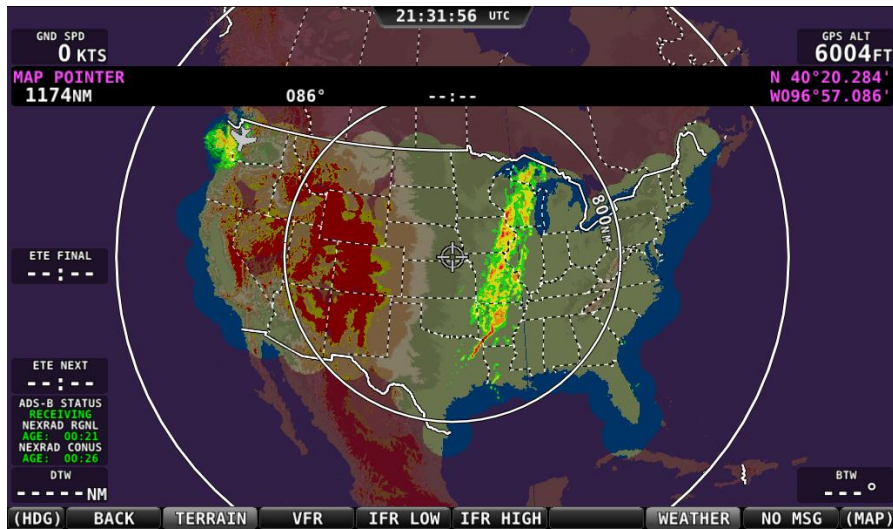 21:31:56 UTC
GND SPD
0 KTS
GPS ALT
6004FT
MAP POINTER
1174NM 086° --:--
N 40°20.284'
W096°57.086'
800NM
ETE FINAL
--:--
ETE NEXT
--:--
ADS-B STATUS
RECEIVING
NEXRAD RGNL
AGE: 00:21
NEXRAD CONUS
AGE: 00:26
DTW
-----NM
BTW
---°
(HDG) BACK TERRAIN VFR IFR LOW IFR HIGH WEATHER NO MSG (MAP)